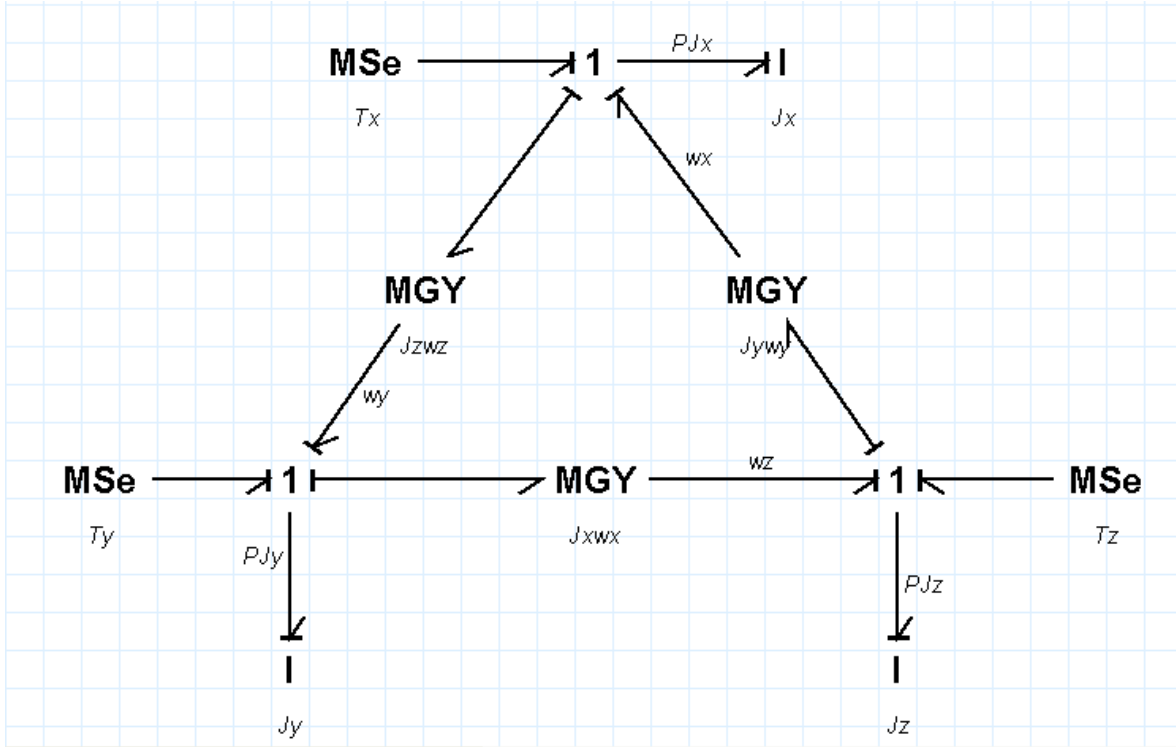 MSe 1 PJx I
Tx Jx
wx
MGY MGY
Jzwz Jywy
wy
MSe 1 MGY wz 1 MSe
Ty Jxwx Tz
PJy PJz
I I
Jy Jz